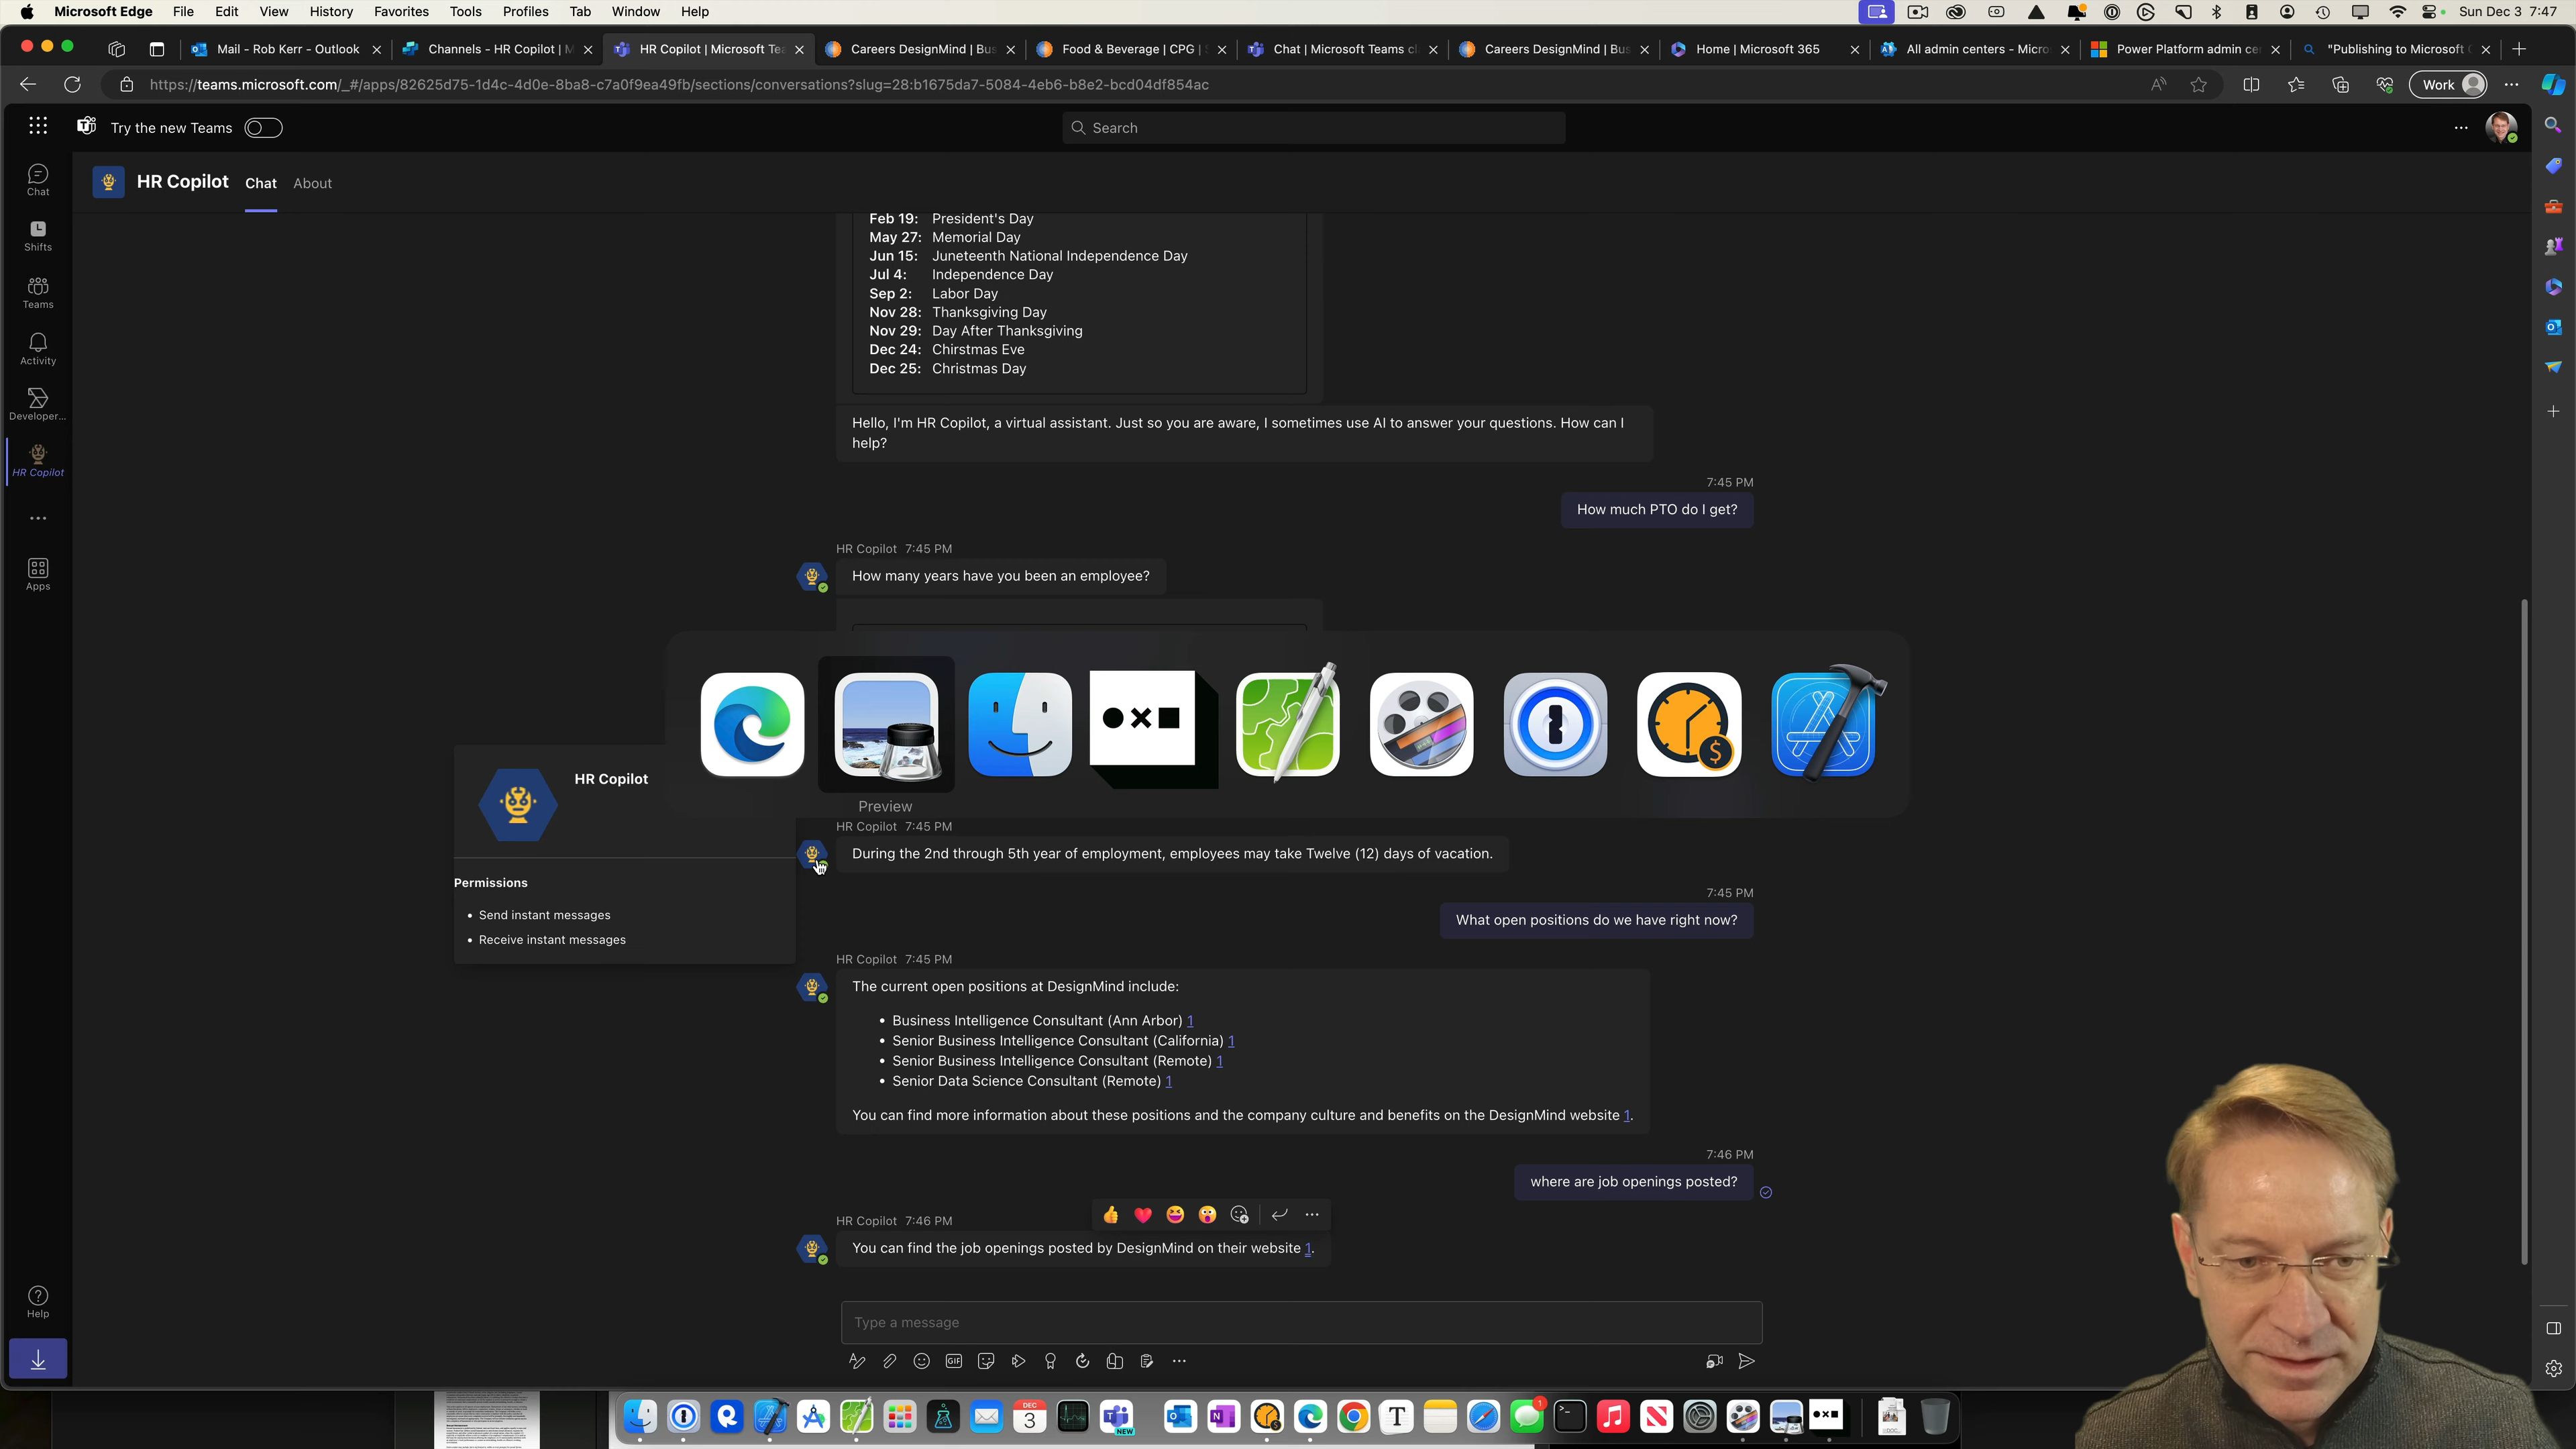 Microsoft Edge File Edit View History Favorites Tools Profiles Tab Window Help Sun Dec 3 7:47
Mail - Rob Kerr - Outlook
Channels - HR Copilot | M
HR Copilot | Microsoft Tea
Careers DesignMind | Bus
Food & Beverage | CPG | S
Chat | Microsoft Teams cl
Careers DesignMind | Bus
Home | Microsoft 365
All admin centers - Micro
Power Platform admin ce
"Publishing to Microsoft
https://teams.microsoft.com/_#/apps/82625d75-1d4c-4d0e-8ba8-c7a0f9ea49fb/sections/conversations?slug=28:b1675da7-5084-4eb6-b8e2-bcd04df854ac
Work
Try the new Teams
Search
Chat
Shifts
Teams
Activity
Developer...
HR Copilot
Apps
Help
HR Copilot Chat About
Feb 19: President's Day
May 27: Memorial Day
Jun 15: Juneteenth National Independence Day
Jul 4: Independence Day
Sep 2: Labor Day
Nov 28: Thanksgiving Day
Nov 29: Day After Thanksgiving
Dec 24: Chirstmas Eve
Dec 25: Christmas Day
Hello, I'm HR Copilot, a virtual assistant. Just so you are aware, I sometimes use AI to answer your questions. How can I
help?
7:45 PM
How much PTO do I get?
HR Copilot 7:45 PM
How many years have you been an employee?
Preview
HR Copilot
Permissions
• Send instant messages
• Receive instant messages
HR Copilot 7:45 PM
During the 2nd through 5th year of employment, employees may take Twelve (12) days of vacation.
7:45 PM
What open positions do we have right now?
HR Copilot 7:45 PM
The current open positions at DesignMind include:
• Business Intelligence Consultant (Ann Arbor) 1
• Senior Business Intelligence Consultant (California) 1
• Senior Business Intelligence Consultant (Remote) 1
• Senior Data Science Consultant (Remote) 1
You can find more information about these positions and the company culture and benefits on the DesignMind website 1.
7:46 PM
where are job openings posted?
HR Copilot 7:46 PM
You can find the job openings posted by DesignMind on their website 1.
Type a message
GIF
DEC
3
NEW
1